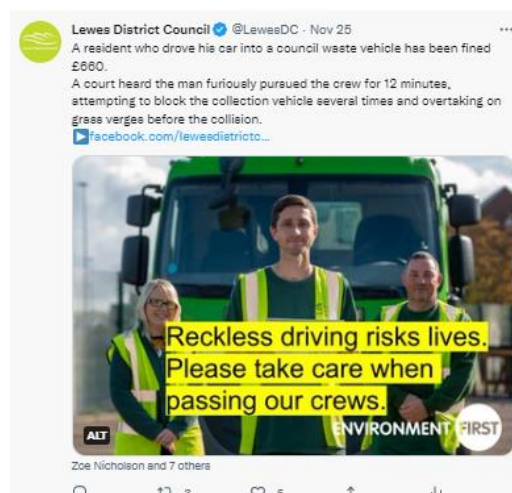 Lewes District Council @LewesDC · Nov 25
A resident who drove his car into a council waste vehicle has been fined
£660.
A court heard the man furiously pursued the crew for 12 minutes,
attempting to block the collection vehicle several times and overtaking on
grass verges before the collision.
facebook.com/lewesdistrictc...
Reckless driving risks lives.
Please take care when
passing our crews.
ENVIRONMENT FIRST
ALT
Zoe Nicholson and 7 others